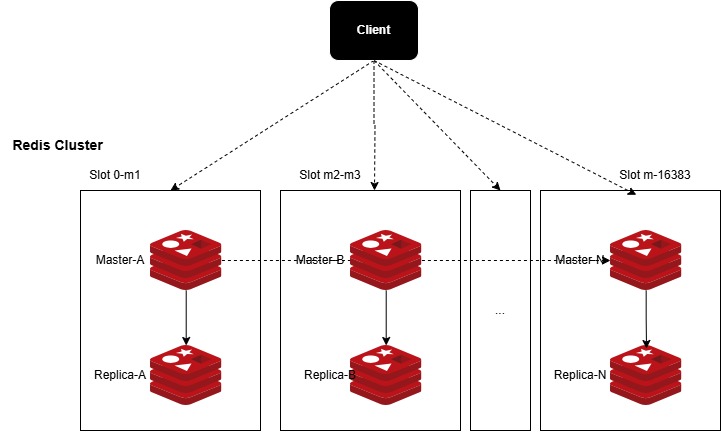 Client
Redis Cluster
Slot 0-m1
Slot m2-m3
Slot m-16383
Master-A
Master-B
Master-N
...
Replica-A
Replica-B
Replica-N